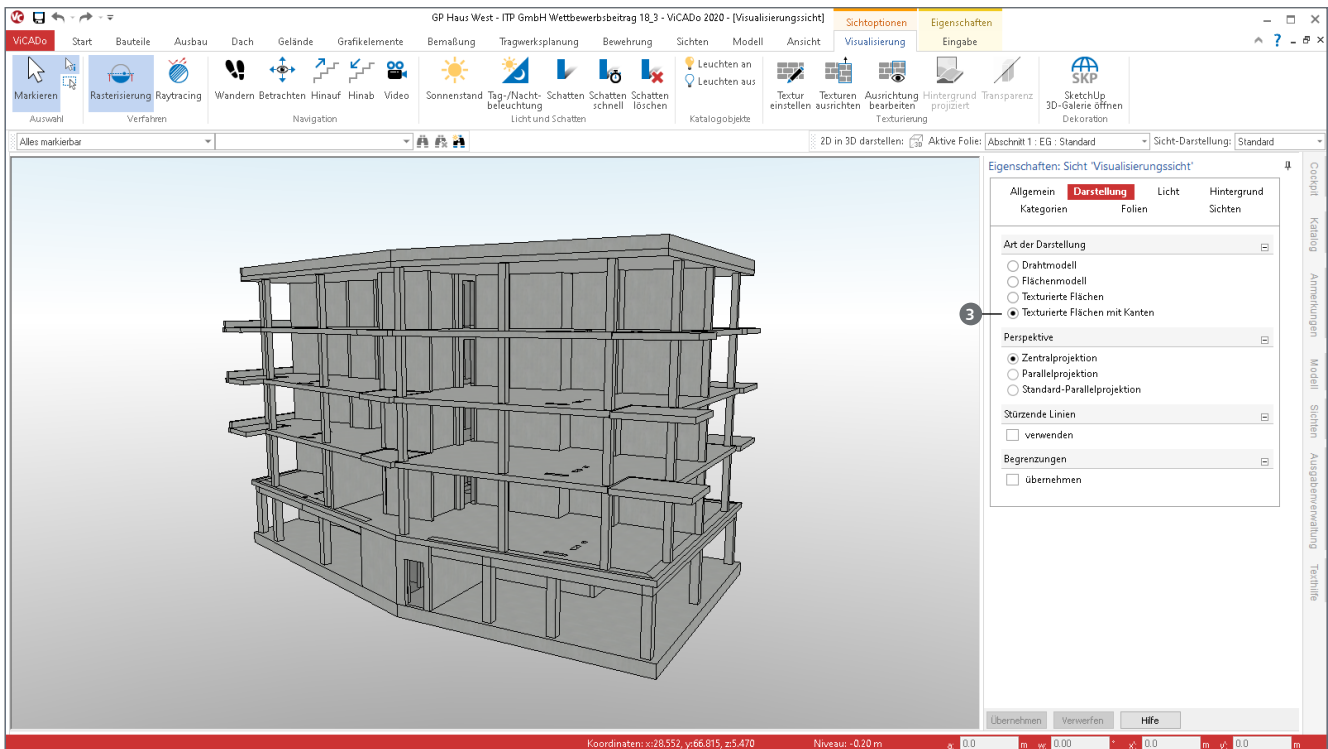 GP Haus West - ITP GmbH Wettbewerbsbeitrag 18_3 - ViCADo 2020 - [Visualisierungssicht]
Sichtoptionen
Eigenschaften
ViCADo Start Bauteile Ausbau Dach Gelände Grafikelemente Bemaßung Tragwerksplanung Bewehrung Sichten Modell Ansicht Visualisierung Eingabe
Markieren
Auswahl
Rasterisierung Raytracing
Verfahren
Wandern Betrachten Hinauf Hinab Video
Navigation
Sonnenstand
Tag-/Nacht-
beleuchtung
Schatten
Schatten
schnell
Schatten
löschen
Licht und Schatten
Leuchten an
Leuchten aus
Katalogobjekte
Textur
einstellen
Texturen
ausrichten
Ausrichtung
bearbeiten
Hintergrund
projiziert
Transparenz
Texturierung
SKP
SketchUp
3D-Galerie öffnen
Dekoration
Alles markierbar
2D in 3D darstellen:
Aktive Folie: Abschnitt 1 : EG : Standard
Sicht-Darstellung: Standard
Eigenschaften: Sicht 'Visualisierungssicht'
Allgemein Darstellung Licht Hintergrund
Kategorien Folien Sichten
Art der Darstellung
Drahtmodell
Flächenmodell
Texturierte Flächen
3 Texturierte Flächen mit Kanten
Perspektive
Zentralprojektion
Parallelprojektion
Standard-Parallelprojektion
Stürzende Linien
verwenden
Begrenzungen
übernehmen
Übernehmen Verwerfen Hilfe
Cockpit
Katalog
Anmerkungen
Modell
Sichten
Ausgabenverwaltung
Texthilfe
Koordinaten: x:28.552, y:66.815, z:5.470 Niveau: -0.20 m a: 0.0 m w: 0.00 ° x': 0.0 m y': 0.0 m